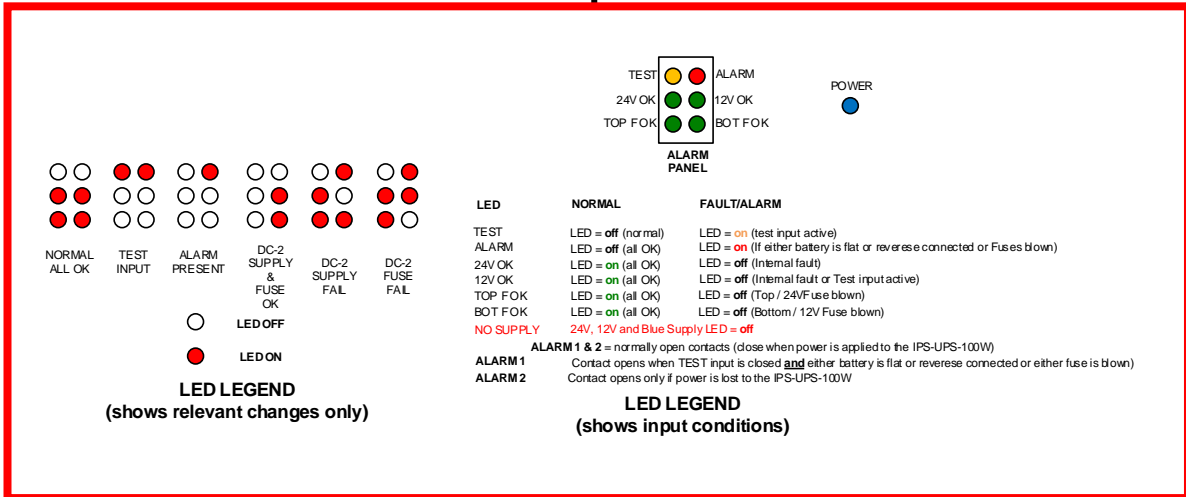 TEST ALARM
24V OK 12V OK
TOP FOK BOT FOK
ALARM
PANEL
POWER
NORMAL
ALL OK
TEST
INPUT
ALARM
PRESENT
DC-2
SUPPLY
&
FUSE
OK
DC-2
SUPPLY
FAIL
DC-2
FUSE
FAIL
LED OFF
LED ON
LED LEGEND
(shows relevant changes only)
LED NORMAL FAULT/ALARM
TEST LED = off (normal) LED = on (test input active)
ALARM LED = off (all OK) LED = on (If either battery is flat or reverese connected or Fuses blown)
24V OK LED = on (all OK) LED = off (Internal fault)
12V OK LED = on (all OK) LED = off (Internal fault or Test input active)
TOP FOK LED = on (all OK) LED = off (Top / 24VFuse blown)
BOT FOK LED = on (all OK) LED = off (Bottom / 12V Fuse blown)
NO SUPPLY 24V, 12V and Blue Supply LED = off
ALARM 1 & 2 = normally open contacts (close when power is applied to the IPS-UPS-100W)
ALARM 1 Contact opens when TEST input is closed and either battery is flat or reverese connected or either fuse is blown)
ALARM 2 Contact opens only if power is lost to the IPS-UPS-100W
LED LEGEND
(shows input conditions)